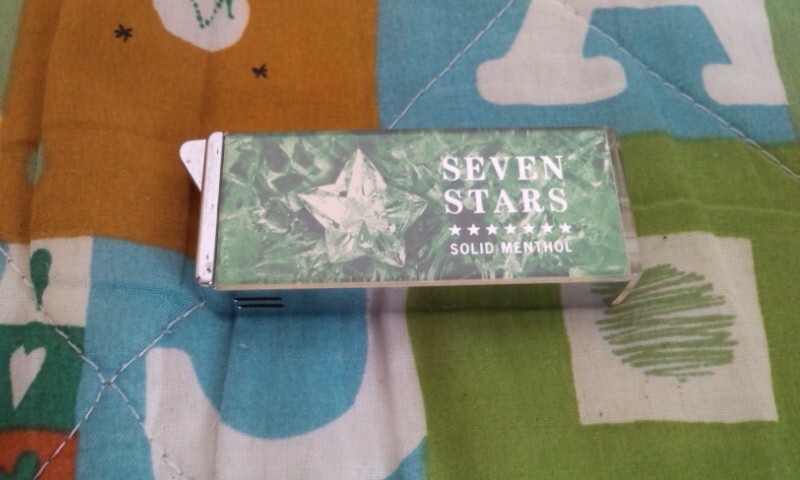 SEVEN
STARS
★★★★★★★
SOLID MENTHOL